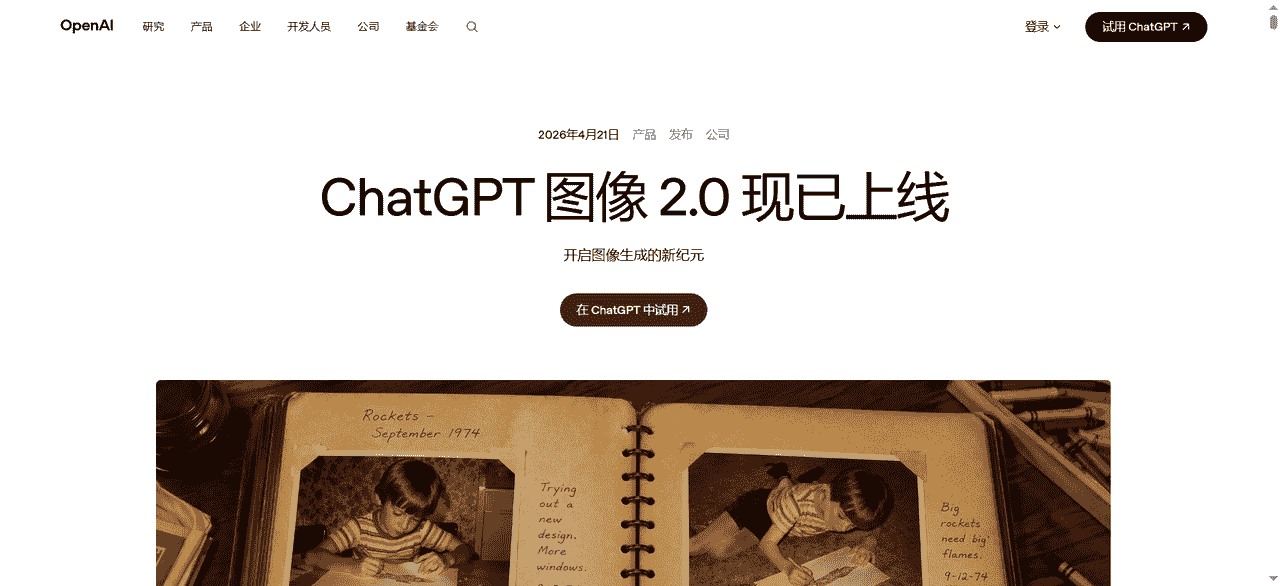 OpenAI 研究 产品 企业 开发人员 公司 基金会 登录 试用 ChatGPT ↗
2026年4月21日 产品 发布 公司
ChatGPT 图像 2.0 现已上线
开启图像生成的新纪元
在 ChatGPT 中试用 ↗
Rockets –
September 1974
Trying
out a
new
design.
More
windows.
Big
rockets
need big
flames.
9-12-74